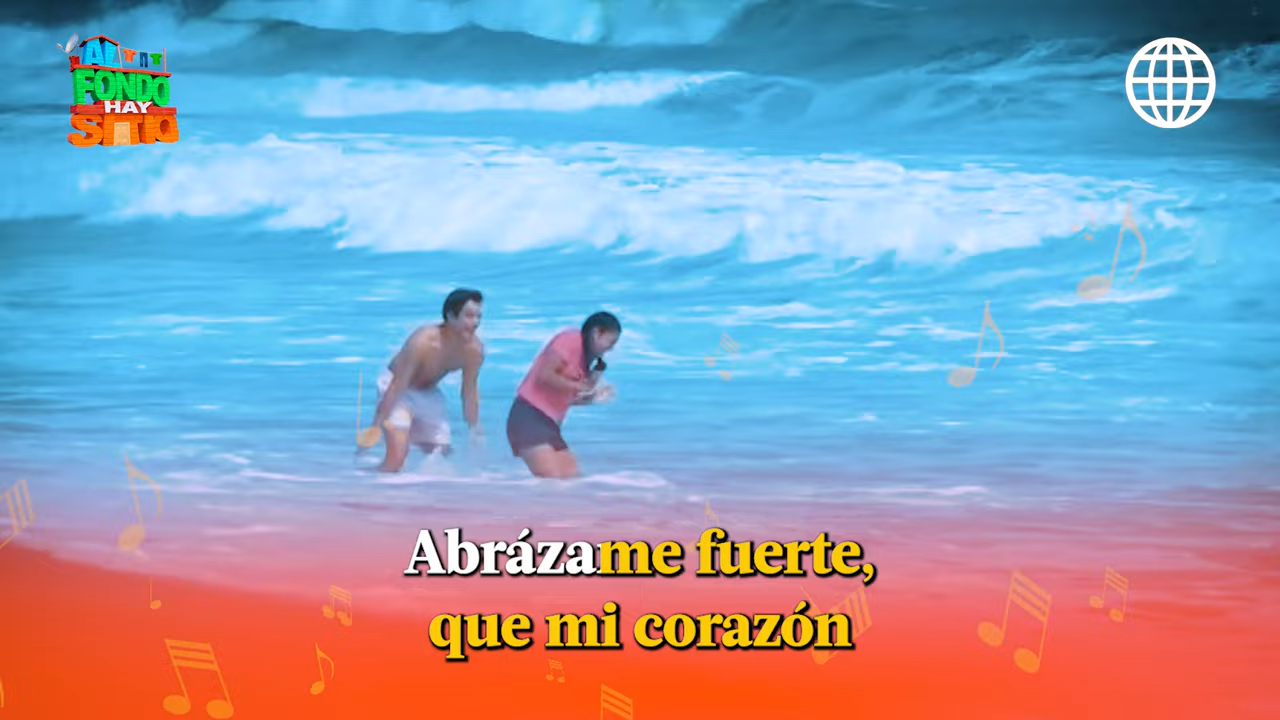 AL
FONDO
HAY
SITIO
Abrázame fuerte,
que mi corazón